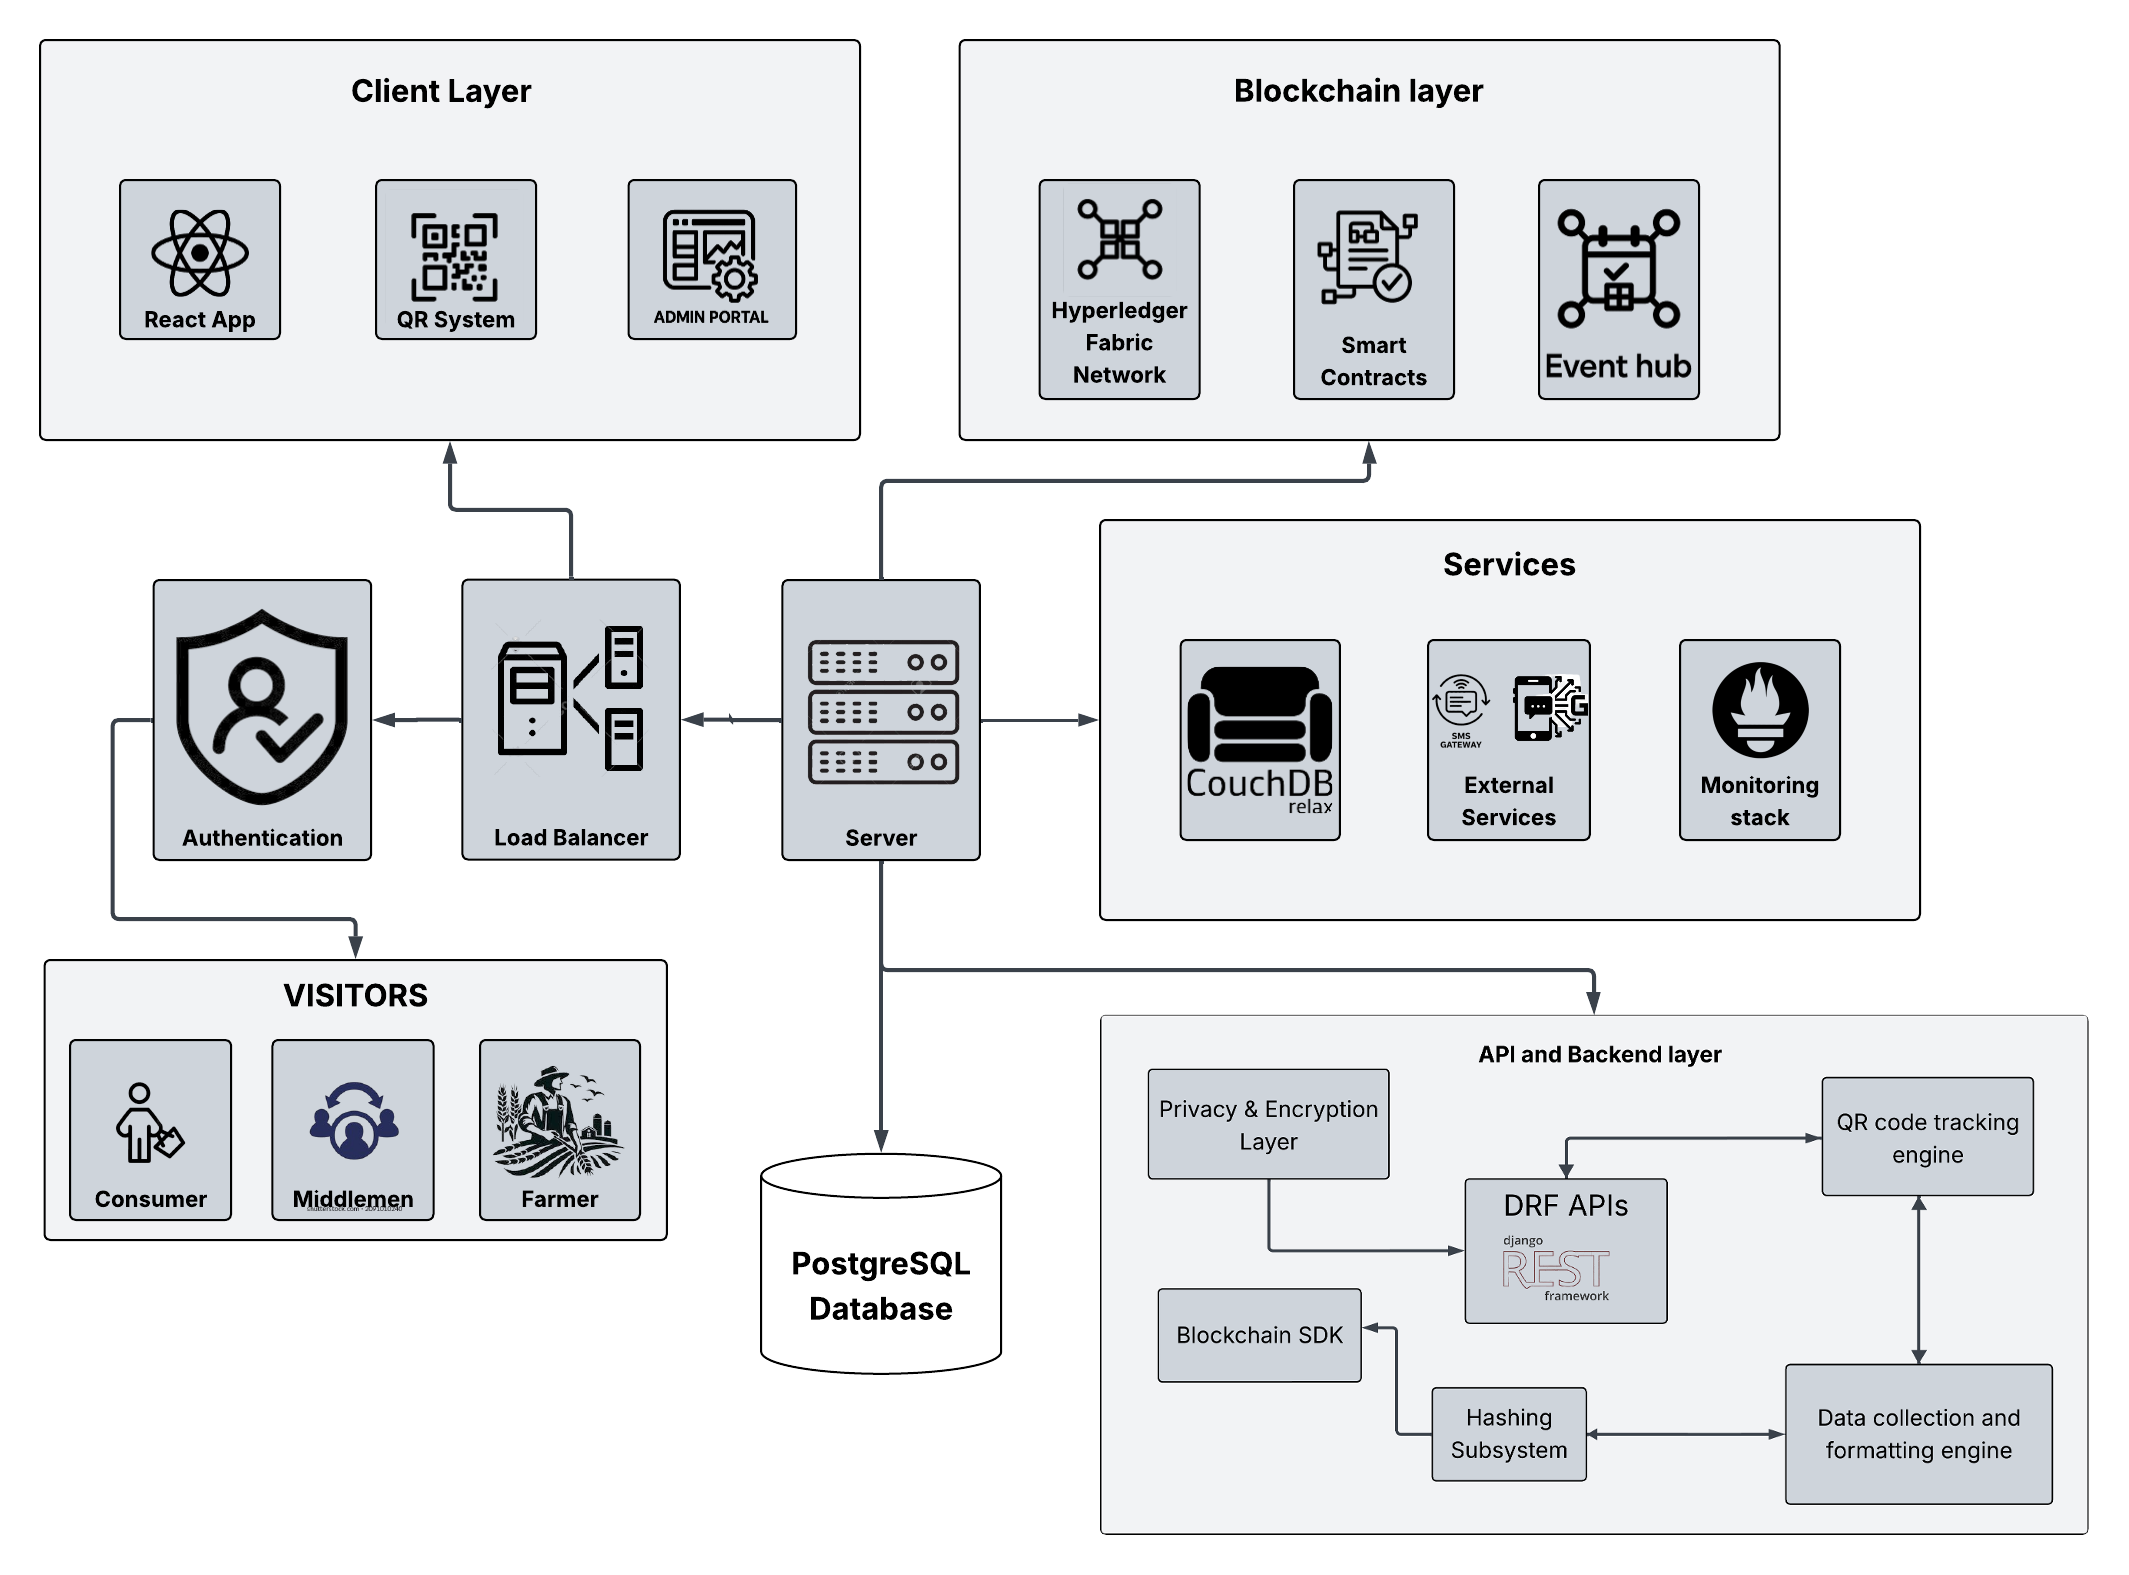 Client Layer
React App
QR System
ADMIN PORTAL
Blockchain layer
Hyperledger
Fabric
Network
Smart
Contracts
Event hub
Authentication
Load Balancer
Server
Services
CouchDB
relax
SMS
GATEWAY
G
External
Services
Monitoring
stack
VISITORS
Consumer
Middlemen
shutterstock.com · 2091010240
Farmer
PostgreSQL
Database
API and Backend layer
Privacy & Encryption
Layer
QR code tracking
engine
DRF APIs
django
REST
framework
Blockchain SDK
Hashing
Subsystem
Data collection and
formatting engine